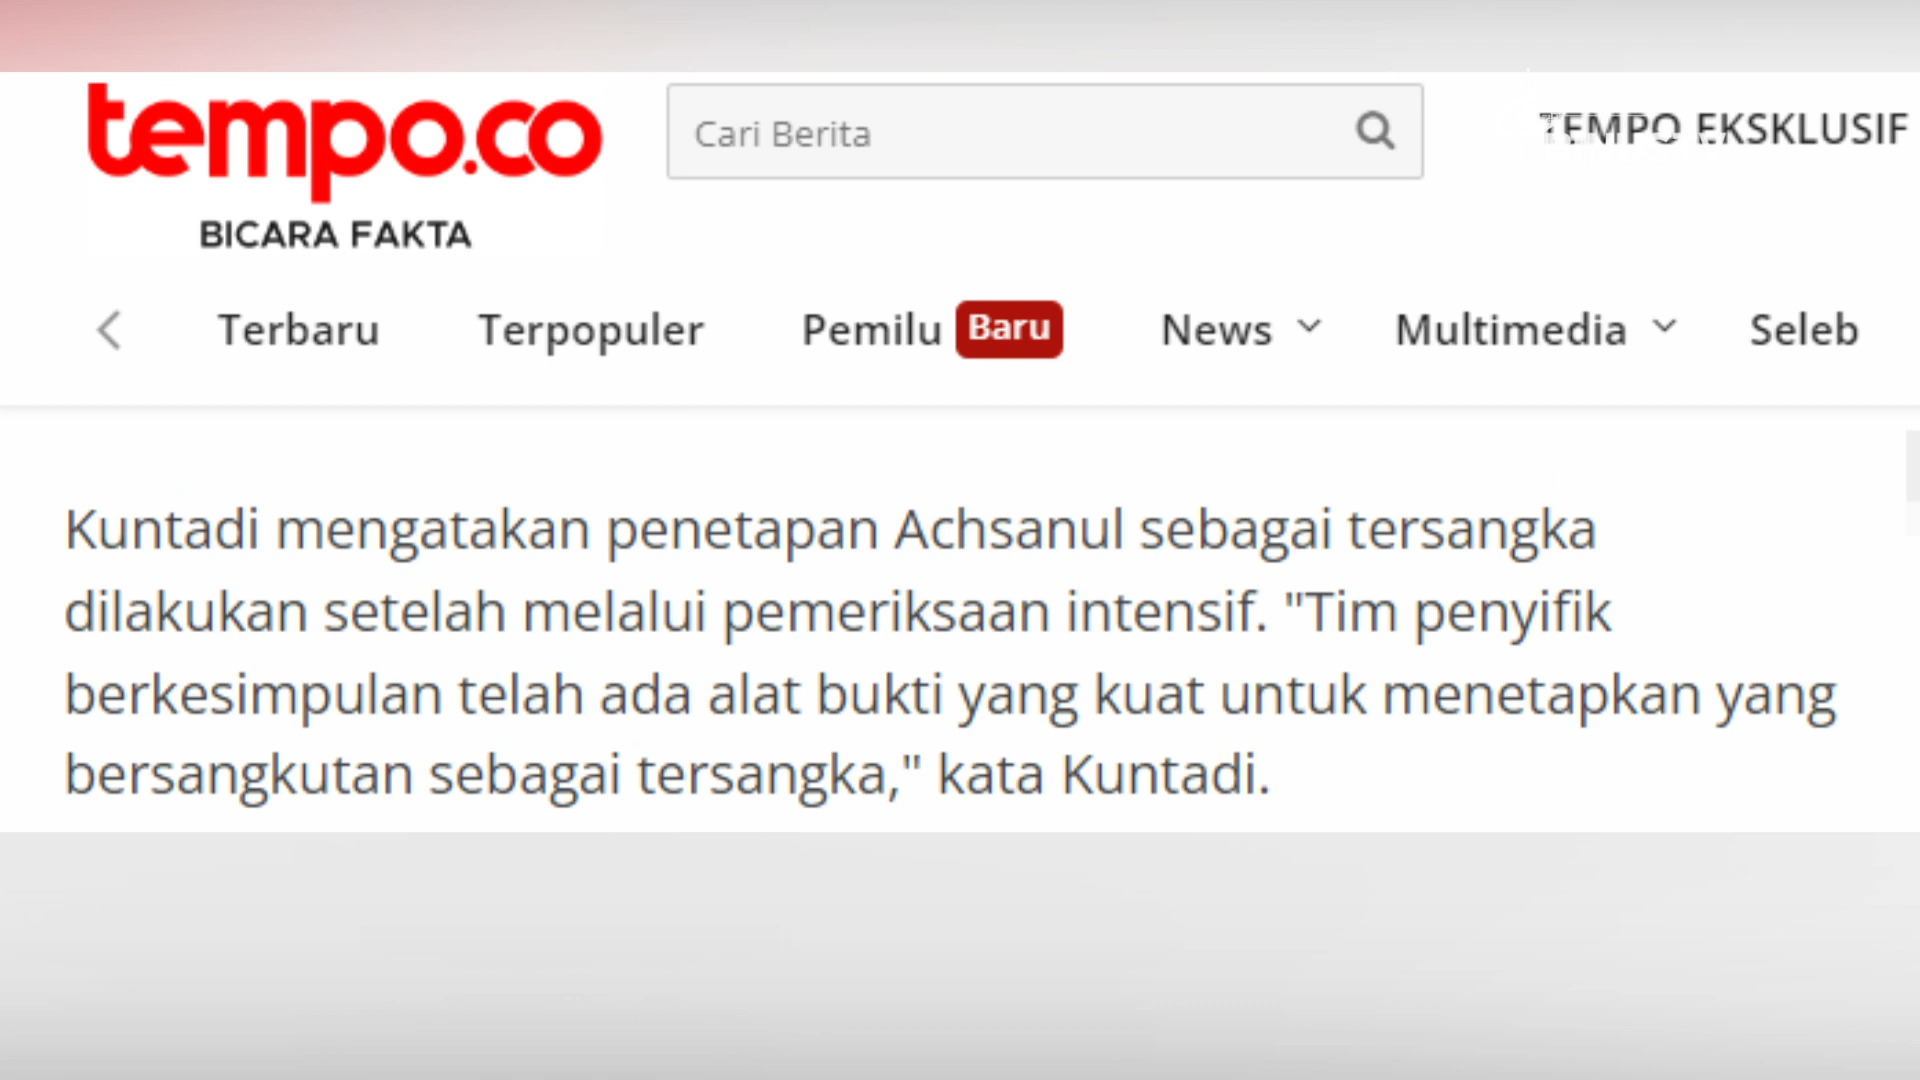 tempo.co
BICARA FAKTA
Cari Berita
TEMPO EKSKLUSIF
Terbaru Terpopuler Pemilu Baru News Multimedia Seleb
Kuntadi mengatakan penetapan Achsanul sebagai tersangka
dilakukan setelah melalui pemeriksaan intensif. "Tim penyifik
berkesimpulan telah ada alat bukti yang kuat untuk menetapkan yang
bersangkutan sebagai tersangka," kata Kuntadi.